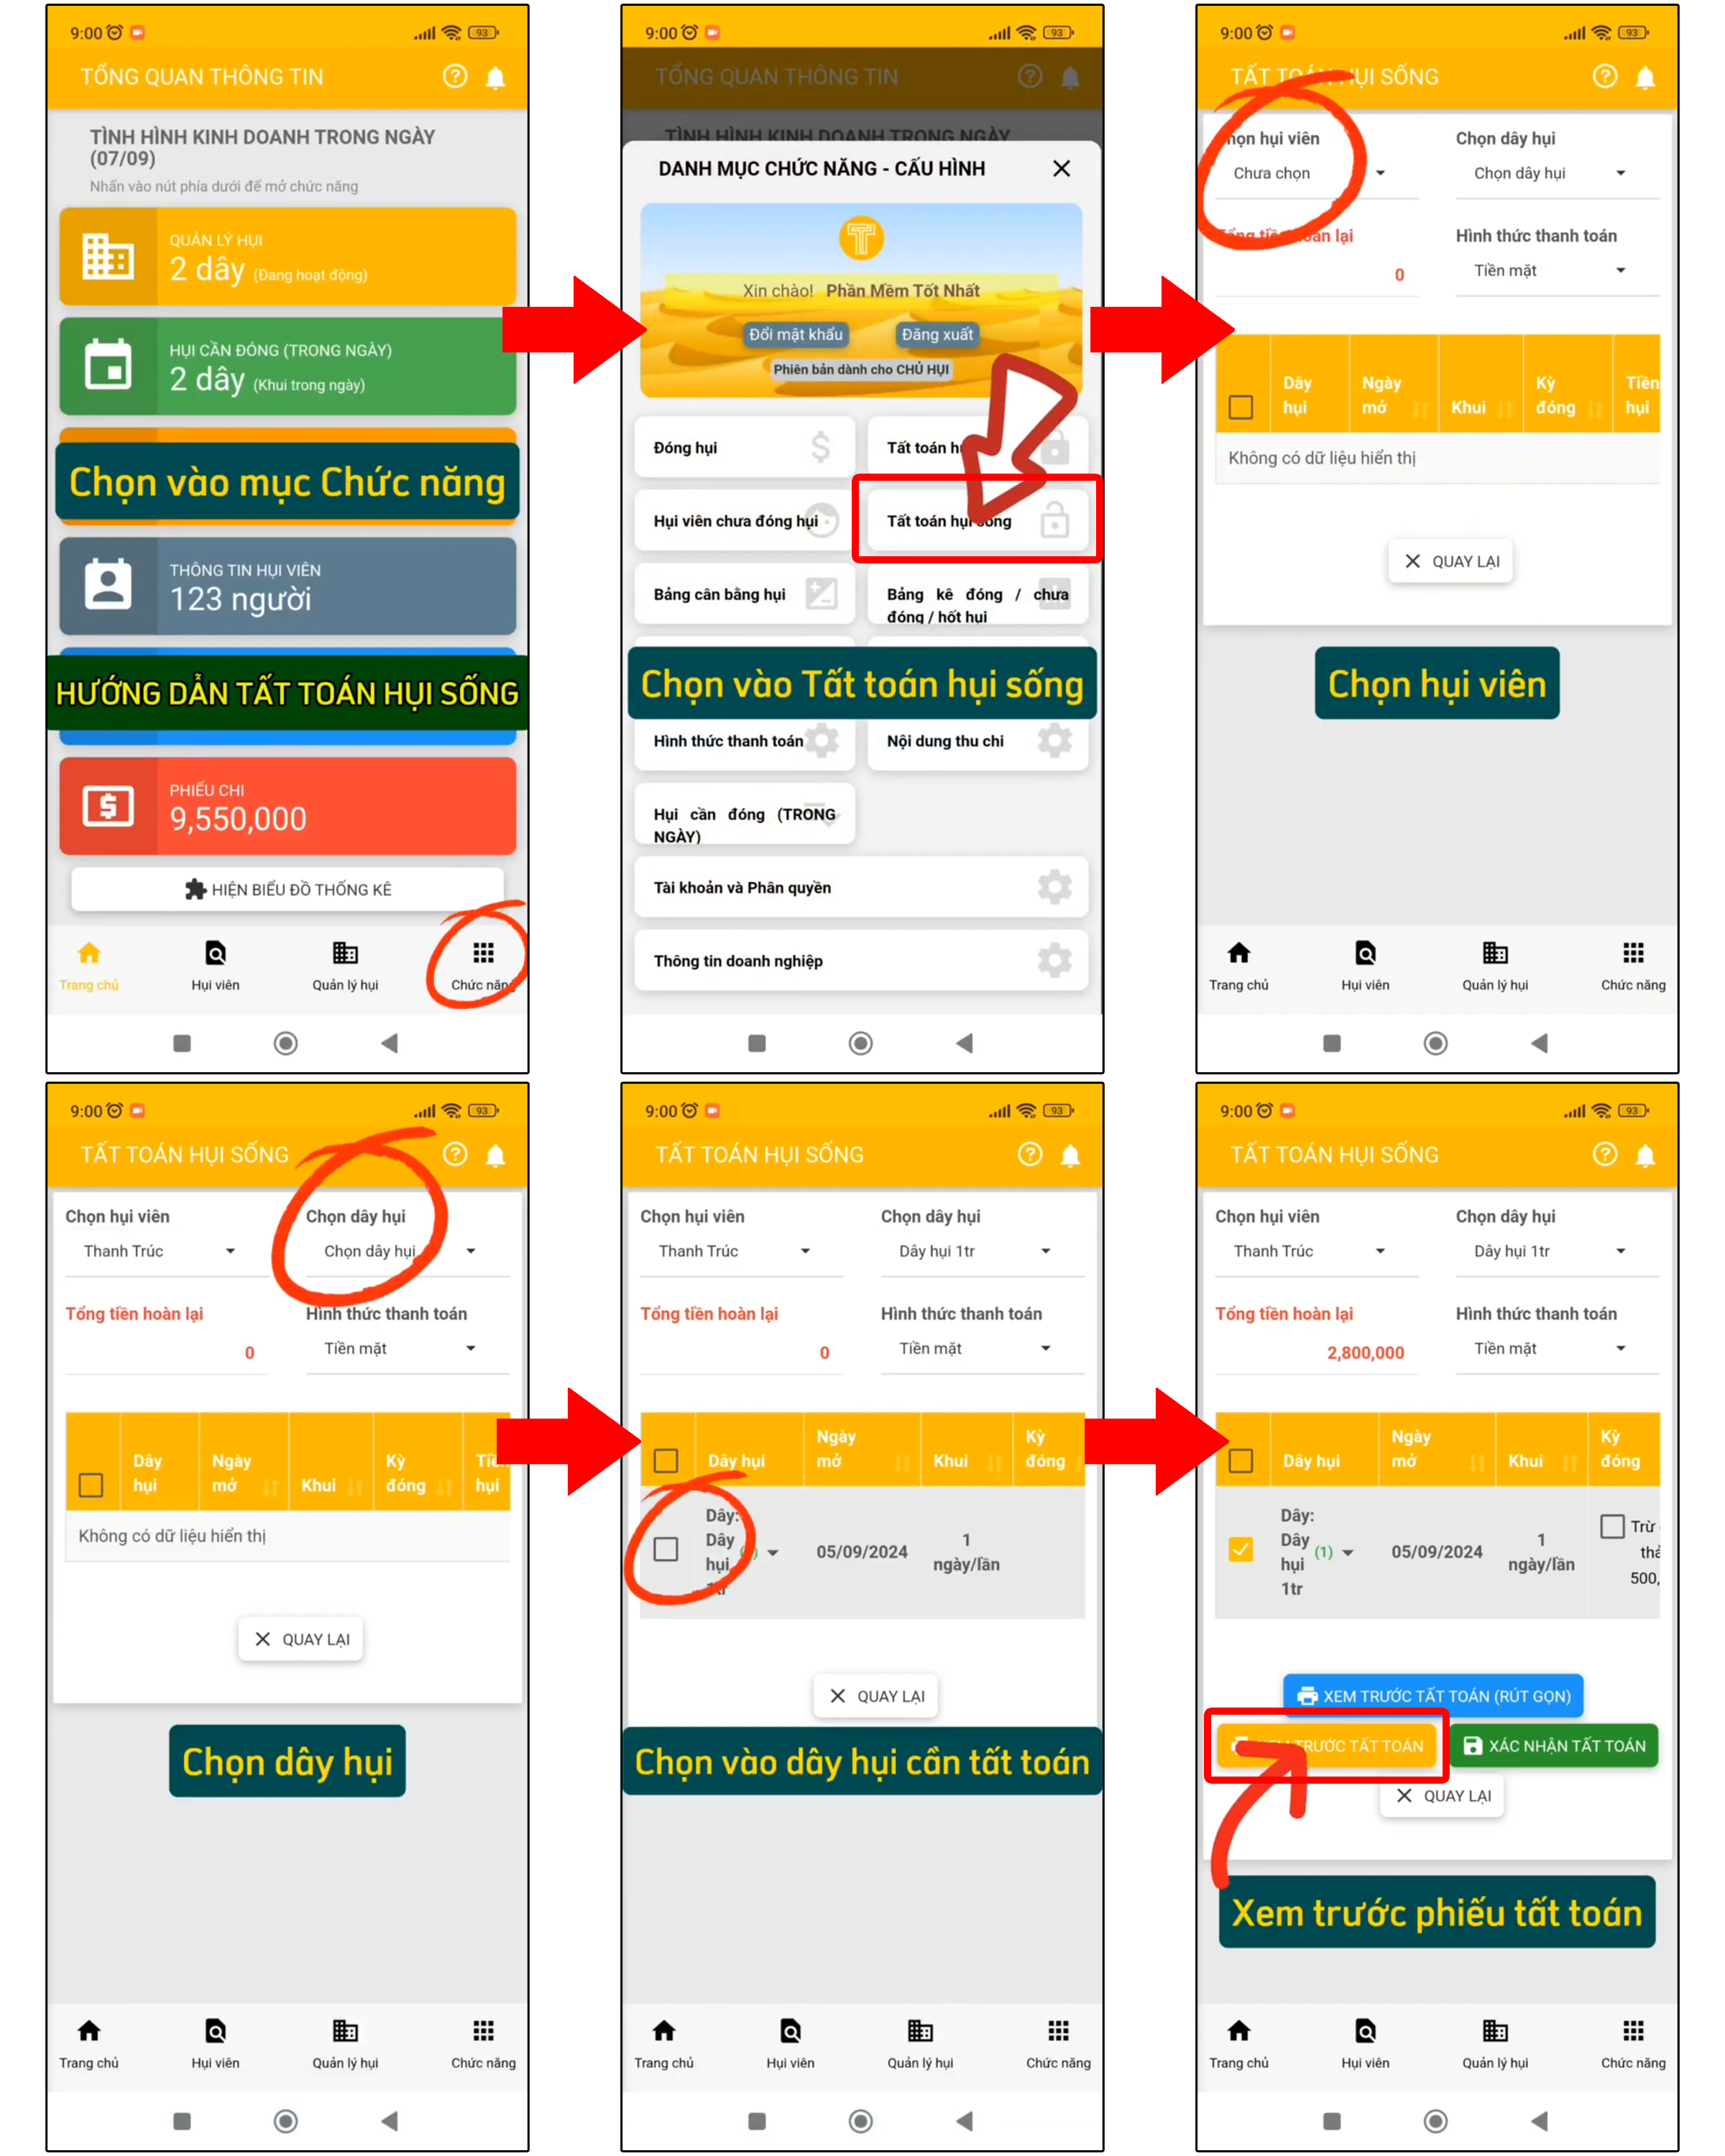 9:00
93
TỔNG QUAN THÔNG TIN
TÌNH HÌNH KINH DOANH TRONG NGÀY
(07/09)
Nhấn vào nút phía dưới để mở chức năng
QUẢN LÝ HỤI
2 dây (Đang hoạt động)
HỤI CẦN ĐÓNG (TRONG NGÀY)
2 dây (Khui trong ngày)
Chọn vào mục Chức năng
THÔNG TIN HỤI VIÊN
123 người
HƯỚNG DẪN TẤT TOÁN HỤI SỐNG
PHIẾU CHI
9,550,000
HIỆN BIỂU ĐỒ THỐNG KÊ
Trang chủ
Hụi viên
Quản lý hụi
Chức năng
9:00
93
TỔNG QUAN THÔNG TIN
TÌNH HÌNH KINH DOANH TRONG NGÀY
DANH MỤC CHỨC NĂNG - CẤU HÌNH
Xin chào! Phần Mềm Tốt Nhất
Đổi mật khẩu
Đăng xuất
Phiên bản dành cho CHỦ HỤI
Đóng hụi
Tất toán
Hụi viên chưa đóng hụi
Tất toán hụi sống
Bảng cân bằng hụi
Bảng kê đóng / chưa
đóng / hốt hụi
Chọn vào Tất toán hụi sống
Hình thức thanh toán
Nội dung thu chi
Hụi cần đóng (TRONG
NGÀY)
Tài khoản và Phân quyền
Thông tin doanh nghiệp
9:00
93
TẤT TOÁN HỤI SỐNG
Chọn hụi viên
Chọn dây hụi
Chưa chọn
Chọn dây hụi
Tổng tiền hoàn lại
Hình thức thanh toán
0
Tiền mặt
Dây
hụi
Ngày
mở
Khui
Kỳ
đóng
Tiền
hụi
Không có dữ liệu hiển thị
QUAY LẠI
Chọn hụi viên
Trang chủ
Hụi viên
Quản lý hụi
Chức năng
9:00
93
TẤT TOÁN HỤI SỐNG
Chọn hụi viên
Chọn dây hụi
Thanh Trúc
Chọn dây hụi
Tổng tiền hoàn lại
Hình thức thanh toán
0
Tiền mặt
Dây
hụi
Ngày
mở
Khui
Kỳ
đóng
hụi
Không có dữ liệu hiển thị
QUAY LẠI
Chọn dây hụi
Trang chủ
Hụi viên
Quản lý hụi
Chức năng
9:00
93
TẤT TOÁN HỤI SỐNG
Chọn hụi viên
Chọn dây hụi
Thanh Trúc
Dây hụi 1tr
Tổng tiền hoàn lại
Hình thức thanh toán
0
Tiền mặt
Dây hụi
Ngày
mở
Khui
Kỳ
đóng
Dây:
Dây
hụi
1tr
05/09/2024
1
ngày/lần
QUAY LẠI
Chọn vào dây hụi cần tất toán
Trang chủ
Hụi viên
Quản lý hụi
Chức năng
9:00
93
TẤT TOÁN HỤI SỐNG
Chọn hụi viên
Chọn dây hụi
Thanh Trúc
Dây hụi 1tr
Tổng tiền hoàn lại
Hình thức thanh toán
2,800,000
Tiền mặt
Dây hụi
Ngày
mở
Khui
Kỳ
đóng
Dây:
Dây
hụi
1tr
(1)
05/09/2024
1
ngày/lần
Trừ
500,
XEM TRƯỚC TẤT TOÁN (RÚT GỌN)
XEM TRƯỚC TẤT TOÁN
XÁC NHẬN TẤT TOÁN
QUAY LẠI
Xem trước phiếu tất toán
Trang chủ
Hụi viên
Quản lý hụi
Chức năng